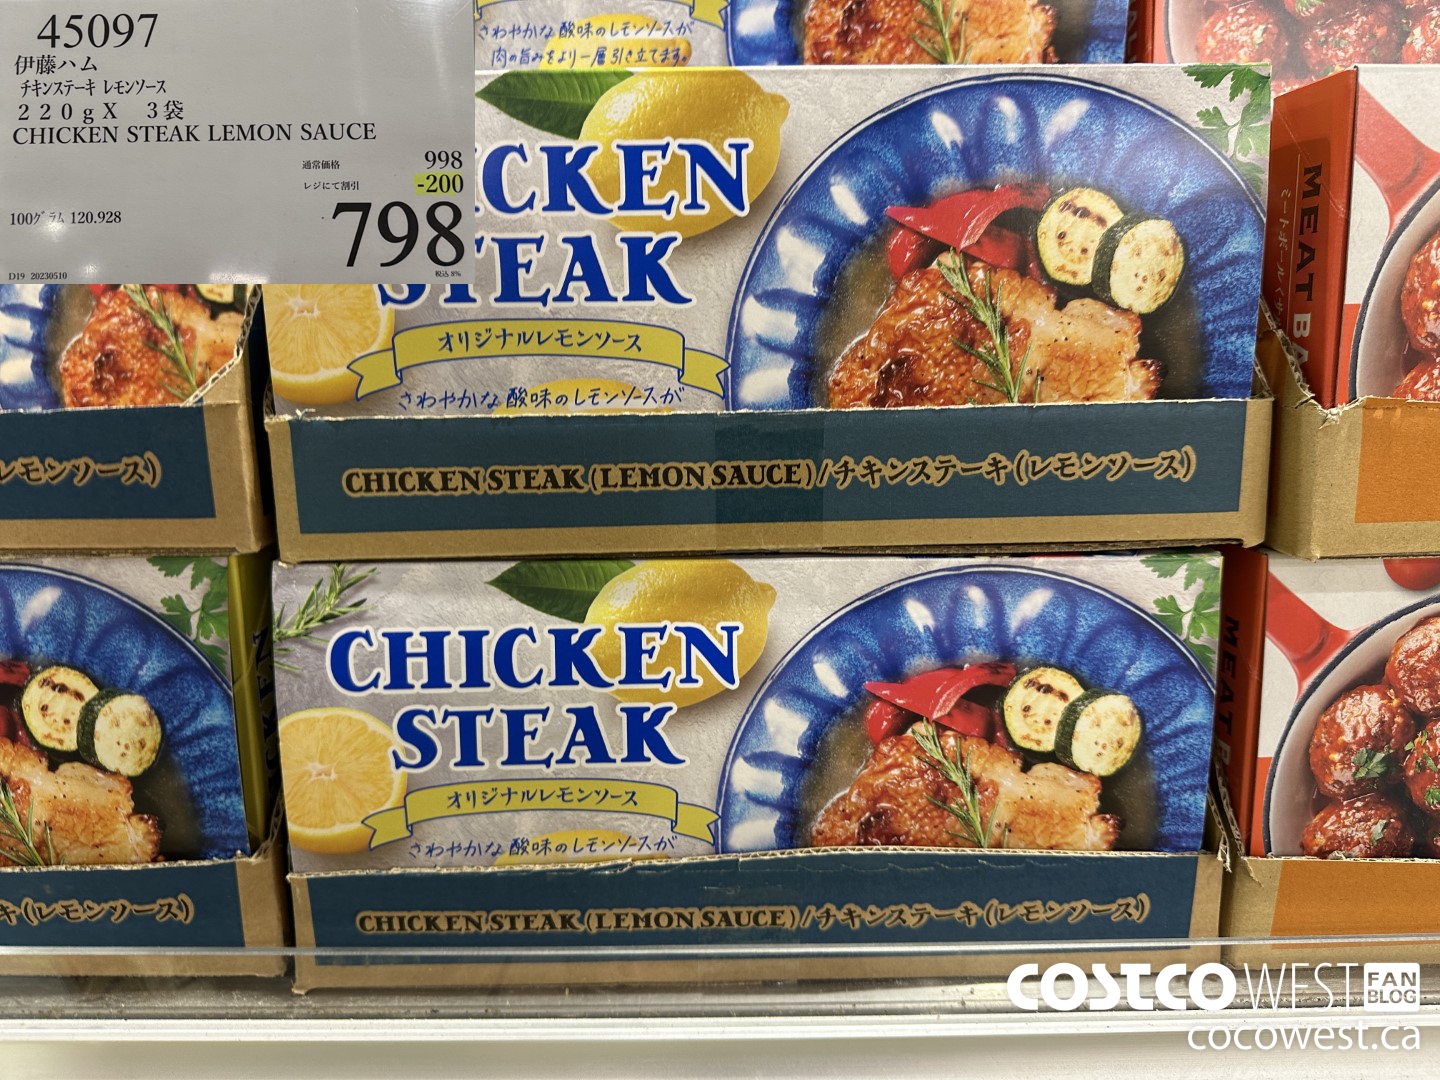 45097
伊藤ハム
チキンステーキ レモンソース
220gX 3袋
CHICKEN STEAK LEMON SAUCE
通常価格 998
レジにて割引 -200
798
100グラム 120.928
D19 20230510
税込 8%
さわやかな酸味のレモンソースが
肉の旨みをより一層引き立てます。
CKEN
STEAK
オリジナルレモンソース
さわやかな酸味のレモンソースが
MEAT BA
ミートボール
レモンソース)
CHICKEN STEAK (LEMON SAUCE) / チキンステーキ (レモンソース)
CHICKEN
STEAK
オリジナルレモンソース
さわやかな酸味のレモンソースが
MEAT B
キ (レモンソース)
CHICKEN STEAK (LEMON SAUCE) / チキンステーキ (レモンソース)
COSTCO WEST FAN BLOG
cocowest.ca